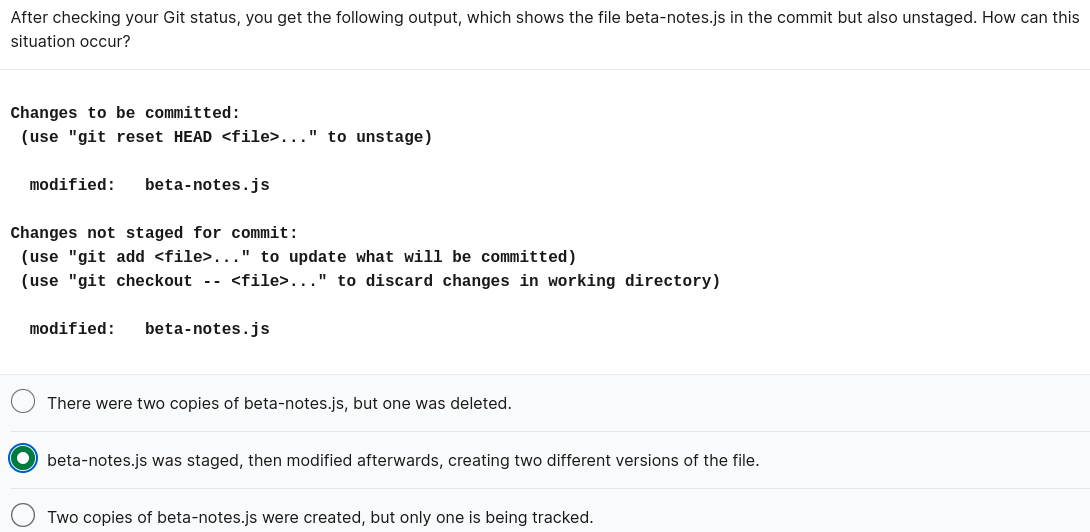 After checking your Git status, you get the following output, which shows the file beta-notes.js in the commit but also unstaged. How can this
situation occur?
Changes to be committed:
(use "git reset HEAD <file>..." to unstage)
modified:   beta-notes.js
Changes not staged for commit:
(use "git add <file>..." to update what will be committed)
(use "git checkout -- <file>..." to discard changes in working directory)
modified:   beta-notes.js
There were two copies of beta-notes.js, but one was deleted.
beta-notes.js was staged, then modified afterwards, creating two different versions of the file.
Two copies of beta-notes.js were created, but only one is being tracked.